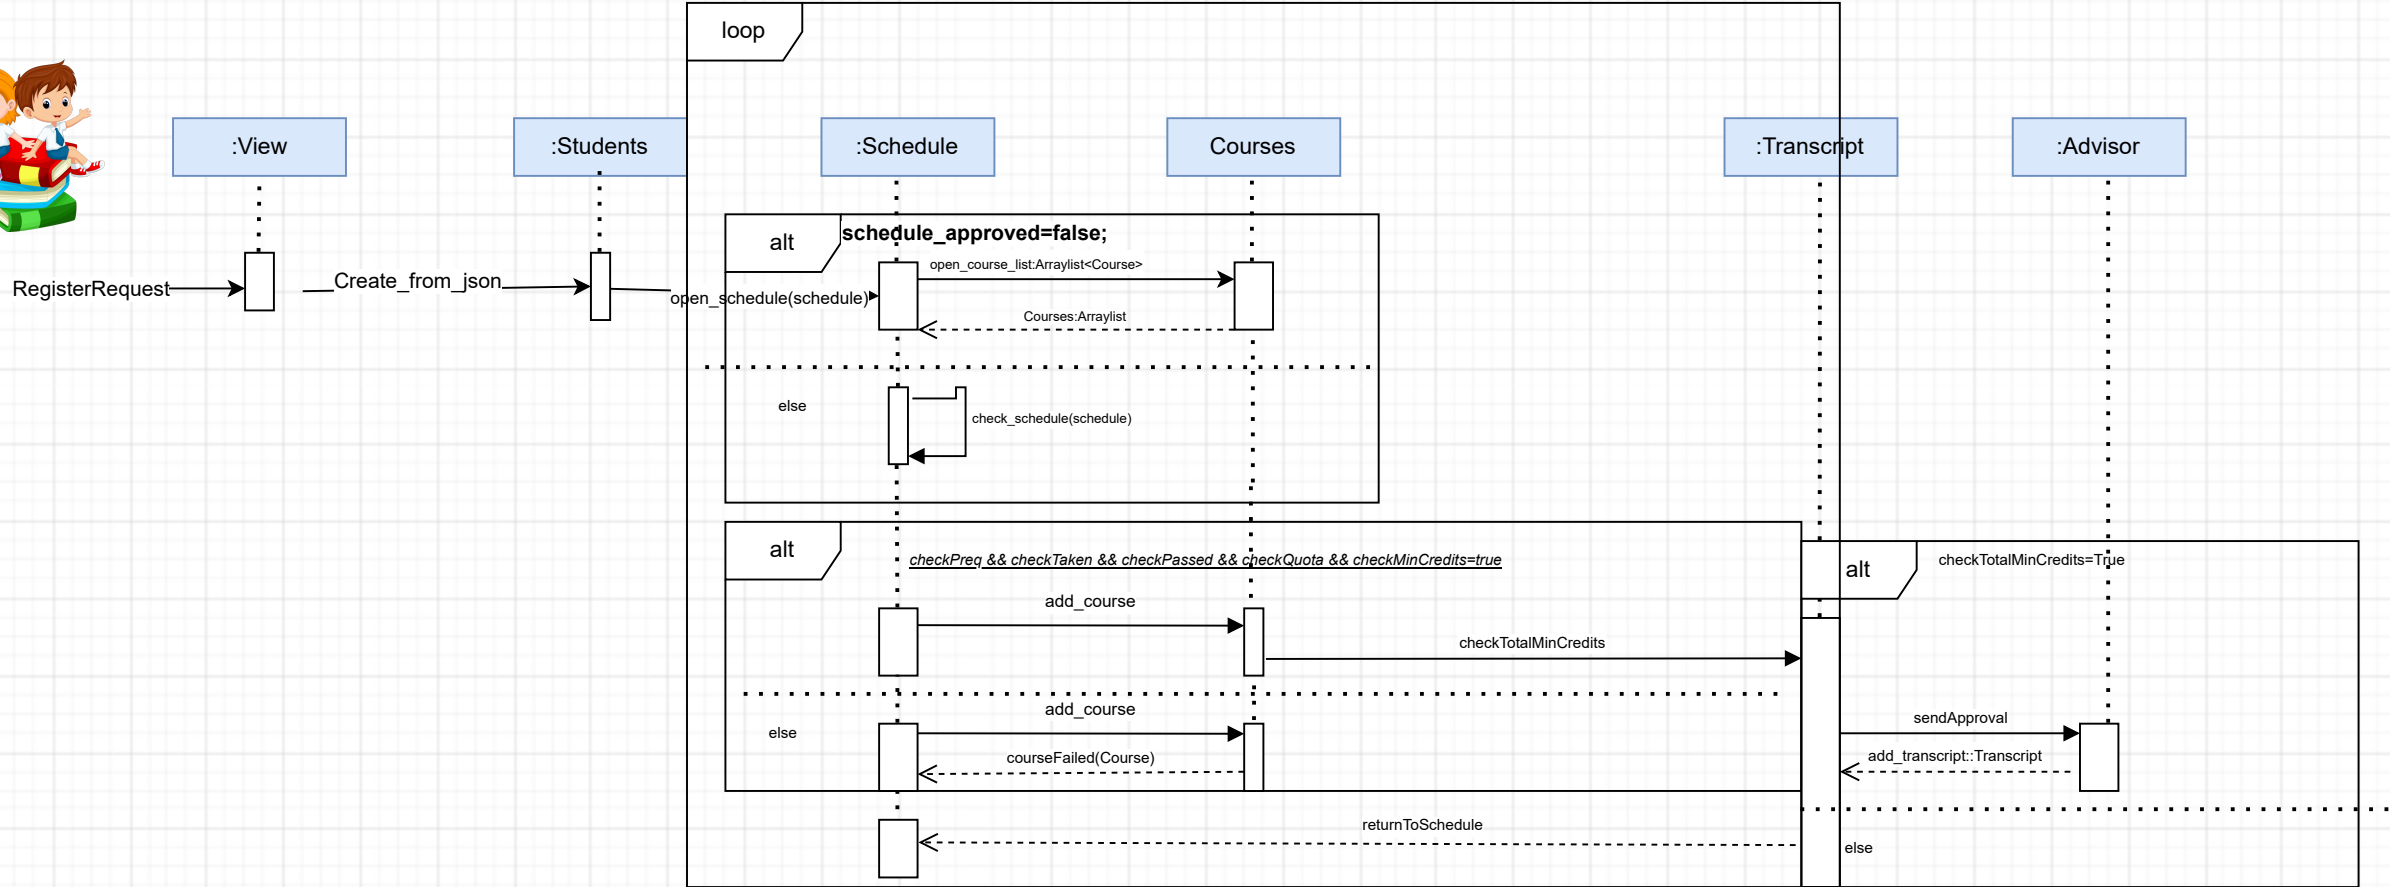 loop
:View
:Students
:Schedule
Courses
:Transcript
:Advisor
alt
schedule_approved=false;
open_course_list:Arraylist<Course>
RegisterRequest
Create_from_json
open_schedule(schedule)
Courses:Arraylist
else
check_schedule(schedule)
alt
checkPreq && checkTaken && checkPassed && checkQuota && checkMinCredits=true
alt
checkTotalMinCredits=True
add_course
checkTotalMinCredits
add_course
else
sendApproval
courseFailed(Course)
add_transcript::Transcript
returnToSchedule
else